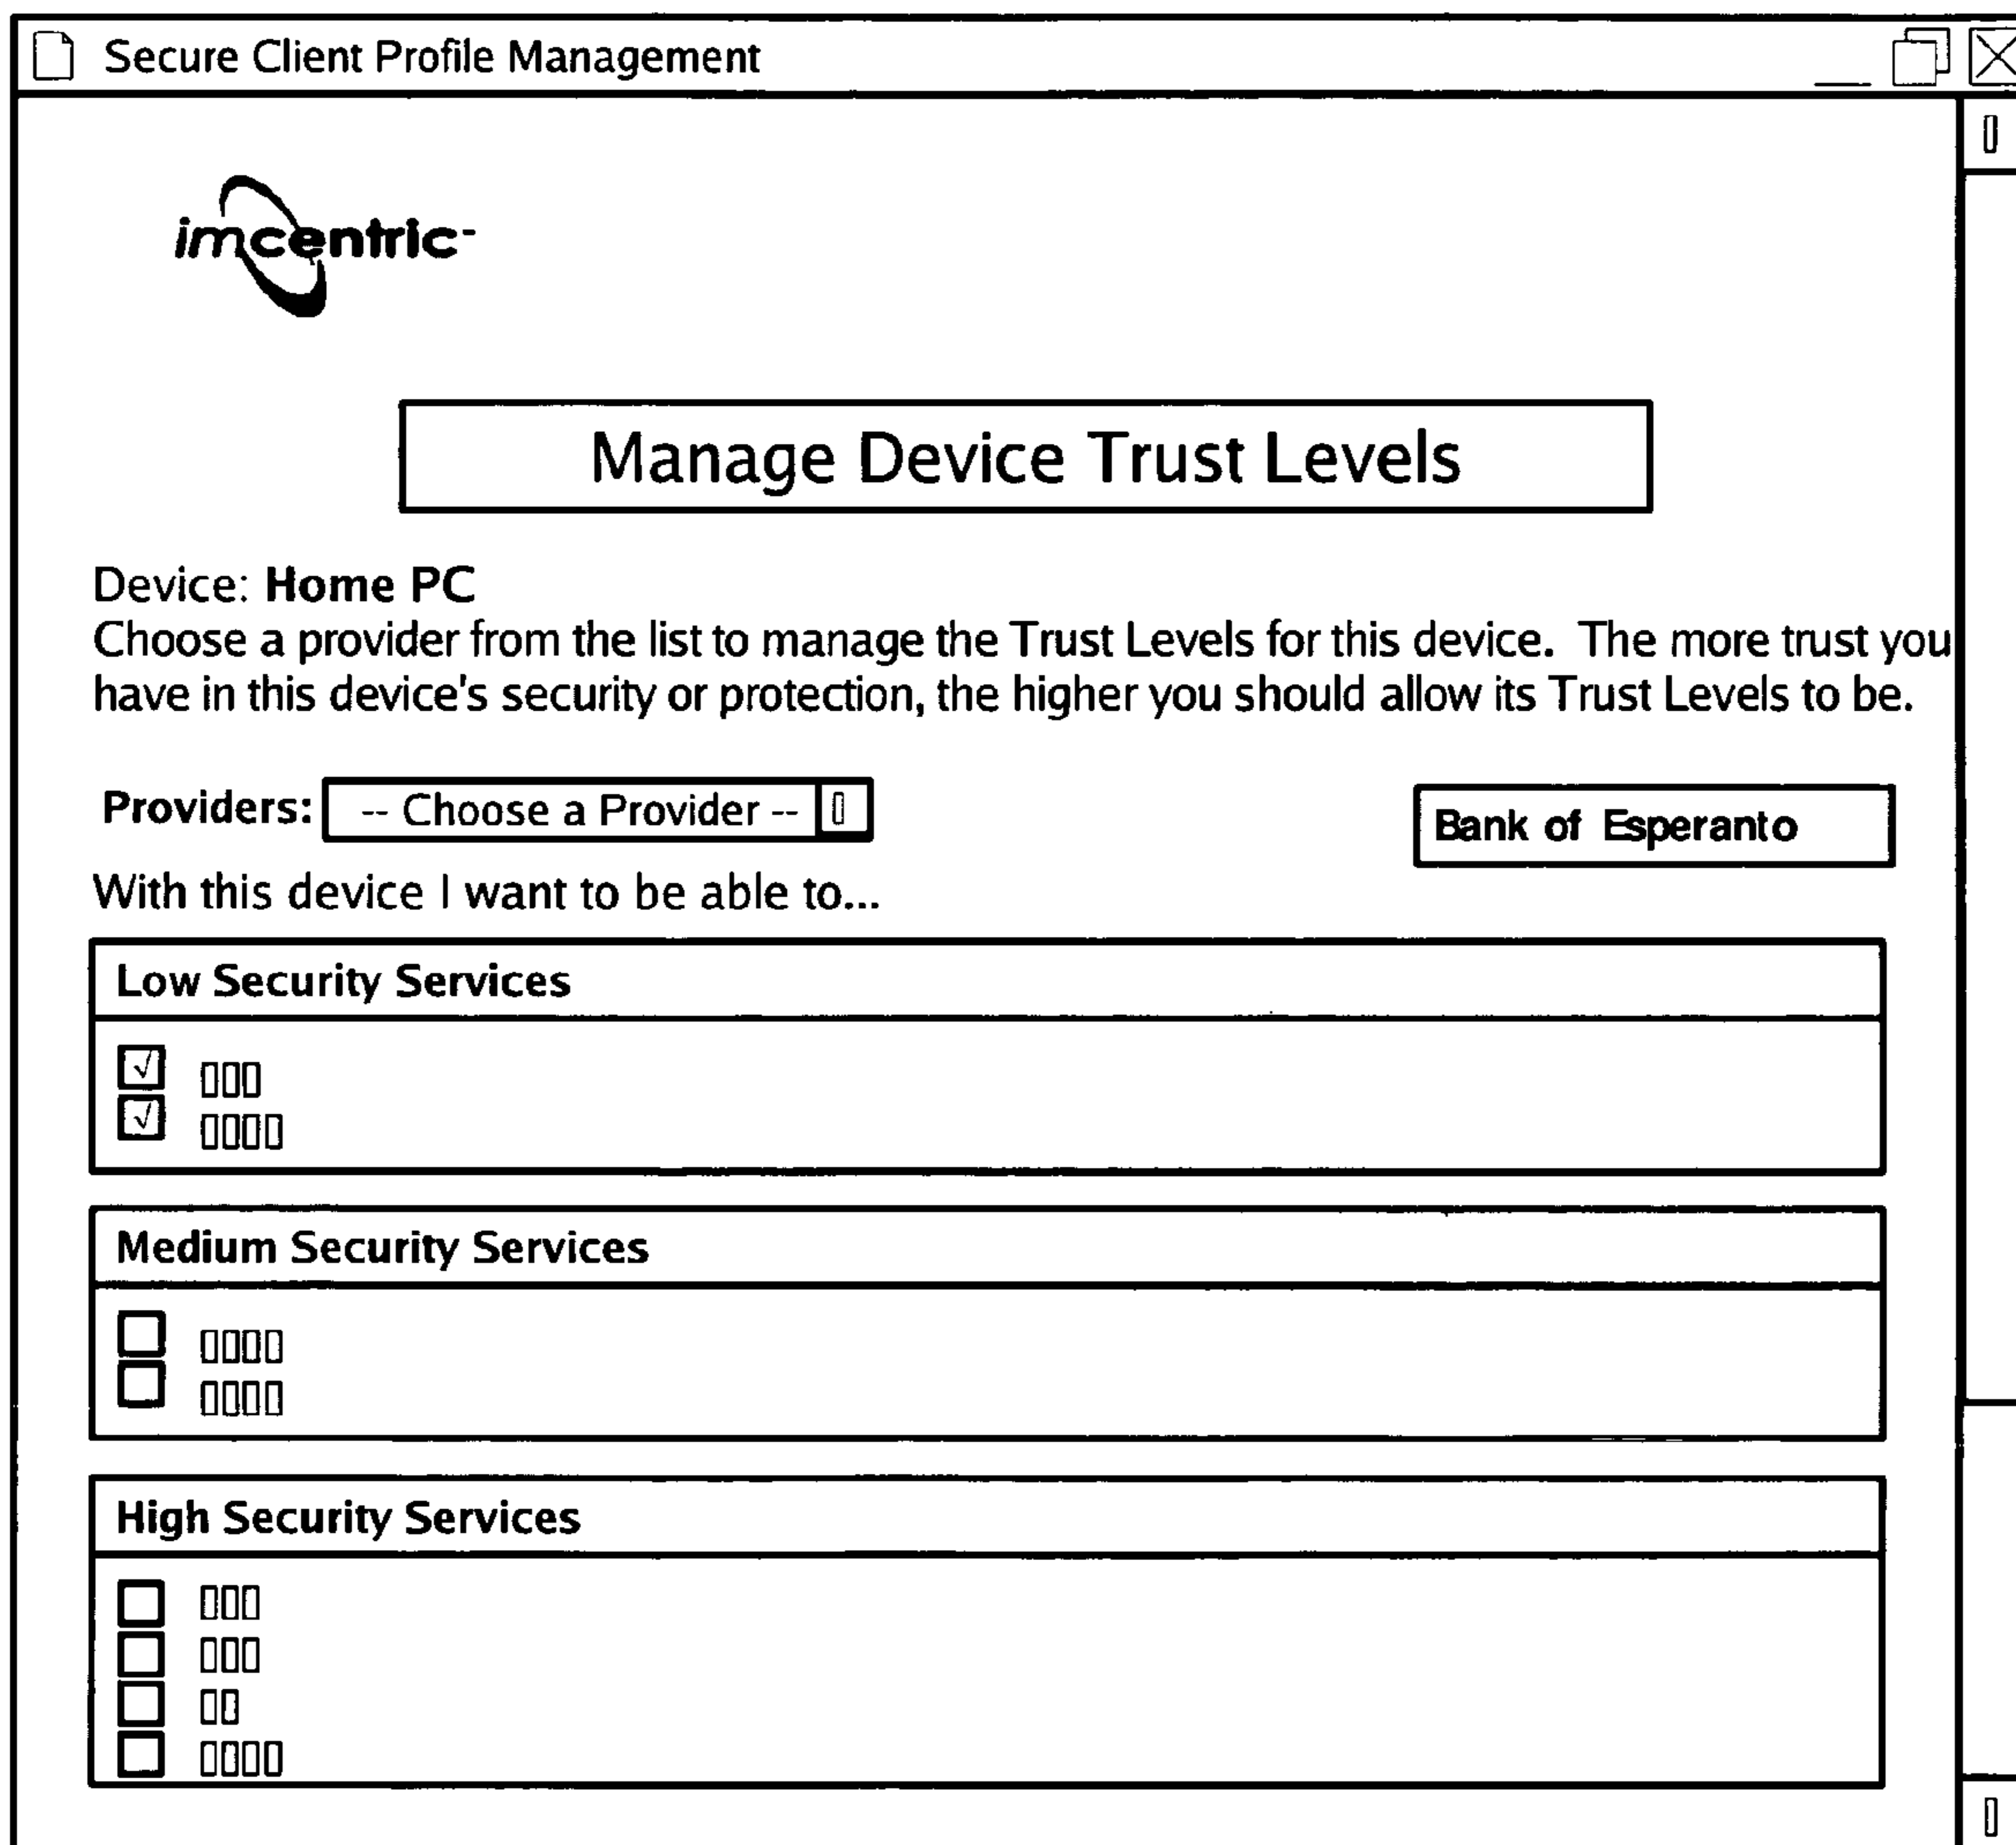 Secure Client Profile Management
imcentric
Manage Device Trust Levels
Device: Home PC
Choose a provider from the list to manage the Trust Levels for this device.  The more trust you
have in this device's security or protection, the higher you should allow its Trust Levels to be.
Providers: -- Choose a Provider --
Bank of Esperanto
With this device I want to be able to...
Low Security Services
Medium Security Services
High Security Services